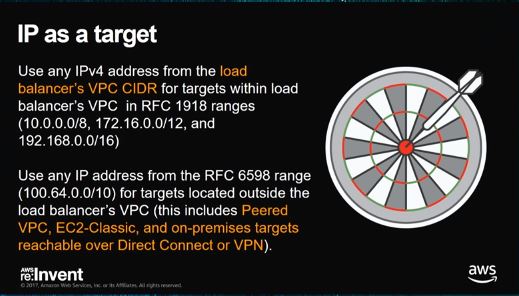 IP as a target
Use any IPv4 address from the load
balancer's VPC CIDR for targets within load
balancer's VPC in RFC 1918 ranges
(10.0.0.0/8, 172.16.0.0/12, and
192.168.0.0/16)
Use any IP address from the RFC 6598 range
(100.64.0.0/10) for targets located outside the
load balancer's VPC (this includes Peered
VPC, EC2-Classic, and on-premises targets
reachable over Direct Connect or VPN).
AWS
re:Invent
© 2017, Amazon Web Services, Inc. or its Affiliates. All rights reserved.
aws